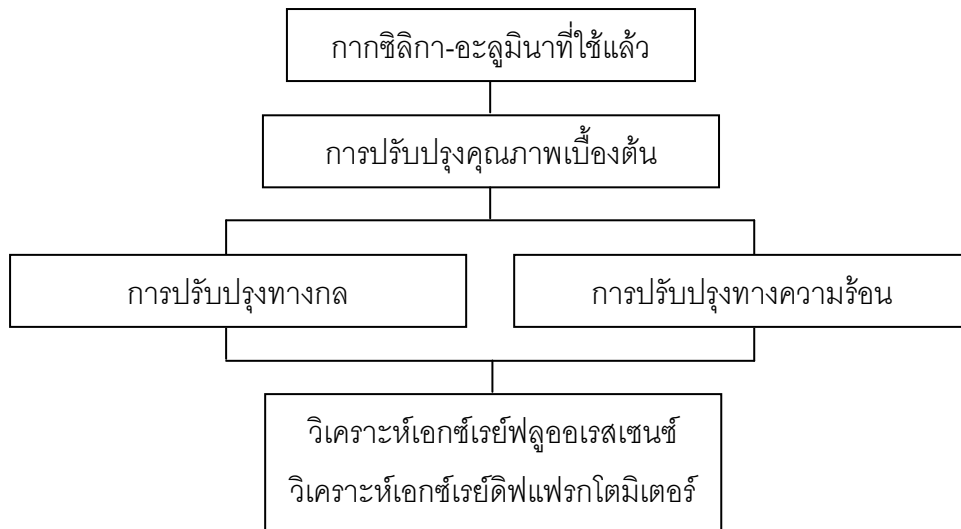 กากซิลิกา-อะลูมินาที่ใช้แล้ว
การปรับปรุงคุณภาพเบื้องต้น
การปรับปรุงทางกล
การปรับปรุงทางความร้อน
วิเคราะห์เอกซ์เรย์ฟลูออเรสเซนซ์
วิเคราะห์เอกซ์เรย์ดิฟแฟรกโตมิเตอร์